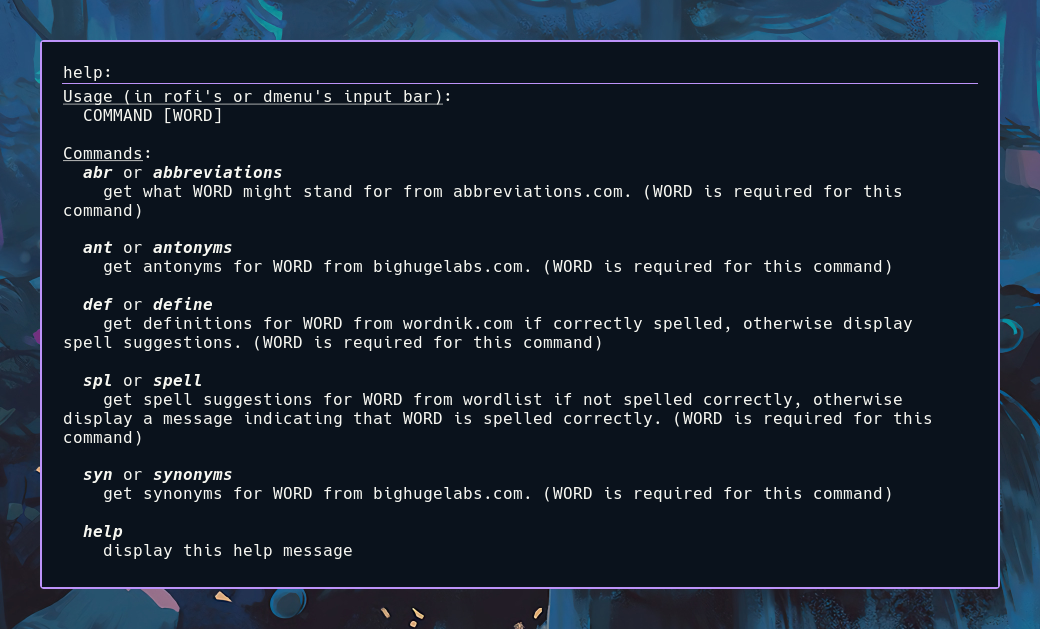 help:
Usage (in rofi's or dmenu's input bar):
COMMAND [WORD]
Commands:
abr or abbreviations
get what WORD might stand for from abbreviations.com. (WORD is required for this
command)
ant or antonyms
get antonyms for WORD from bighugelabs.com. (WORD is required for this command)
def or define
get definitions for WORD from wordnik.com if correctly spelled, otherwise display
spell suggestions. (WORD is required for this command)
spl or spell
get spell suggestions for WORD from wordlist if not spelled correctly, otherwise
display a message indicating that WORD is spelled correctly. (WORD is required for this
command)
syn or synonyms
get synonyms for WORD from bighugelabs.com. (WORD is required for this command)
help
display this help message